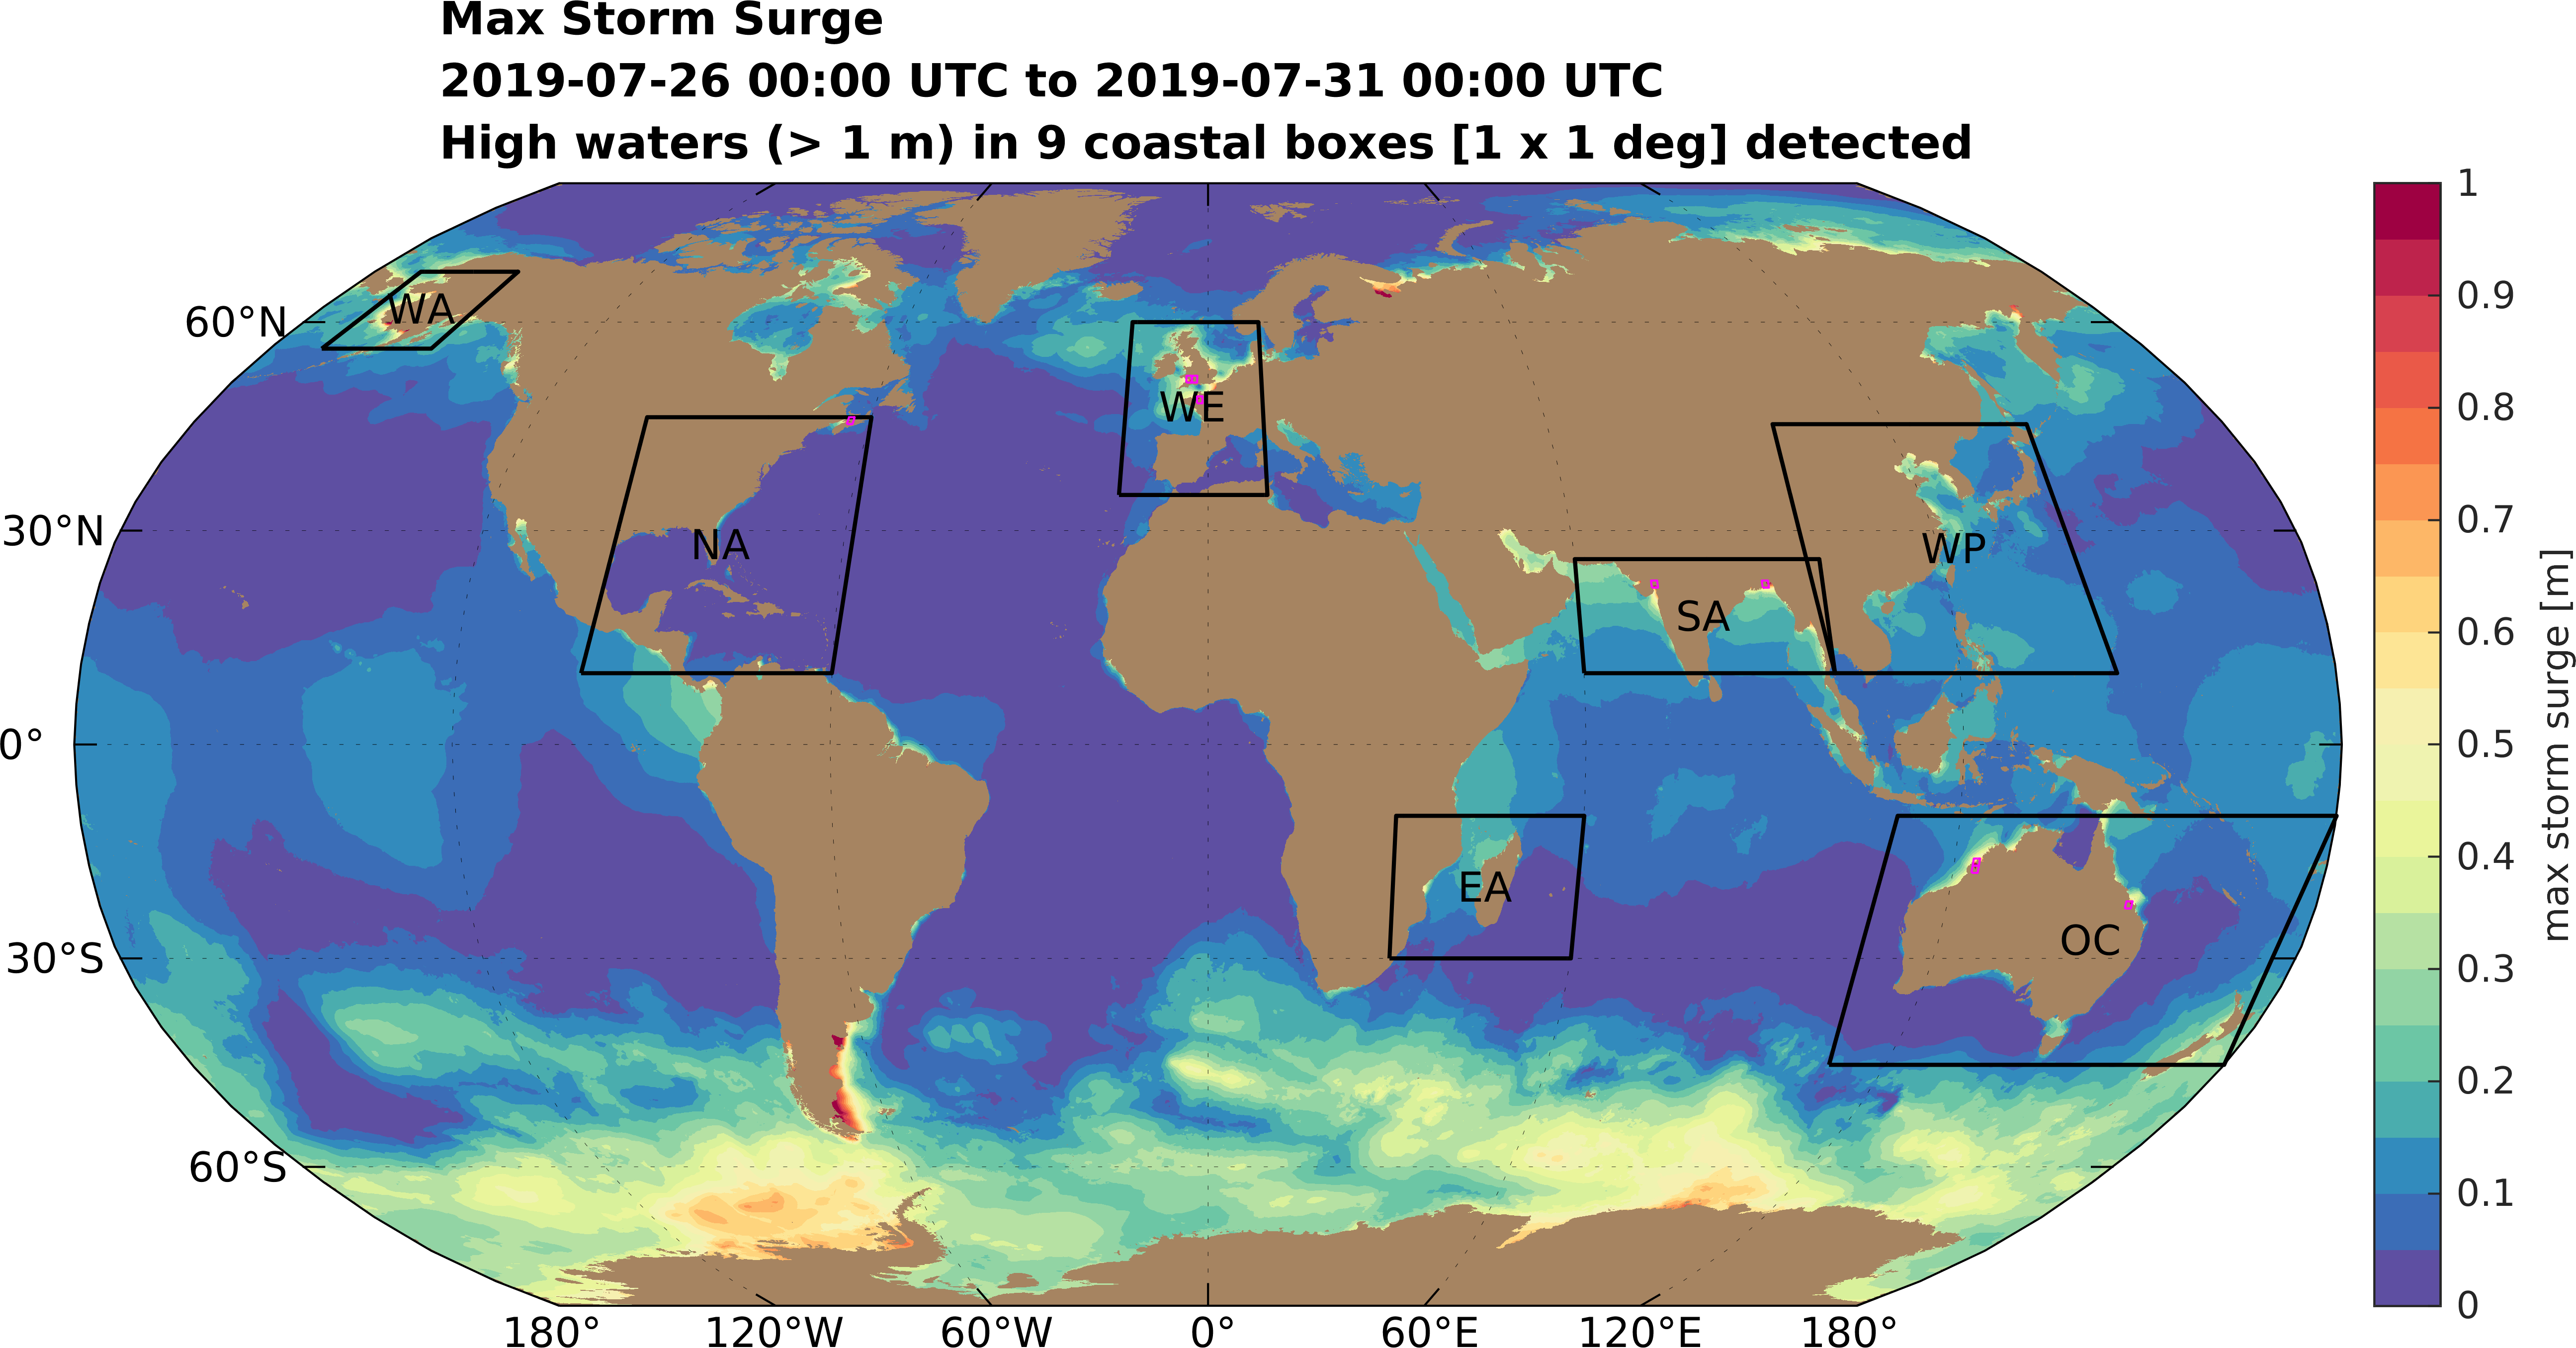 Max Storm Surge
2019-07-26 00:00 UTC to 2019-07-31 00:00 UTC
High waters (> 1 m) in 9 coastal boxes [1 x 1 deg] detected
60°N
30°N
0°
30°S
60°S
WA
NA
WE
SA
WP
EA
OC
180°
120°W
60°W
0°
60°E
120°E
180°
1
0.9
0.8
0.7
0.6
0.5
0.4
0.3
0.2
0.1
0
max storm surge [m]